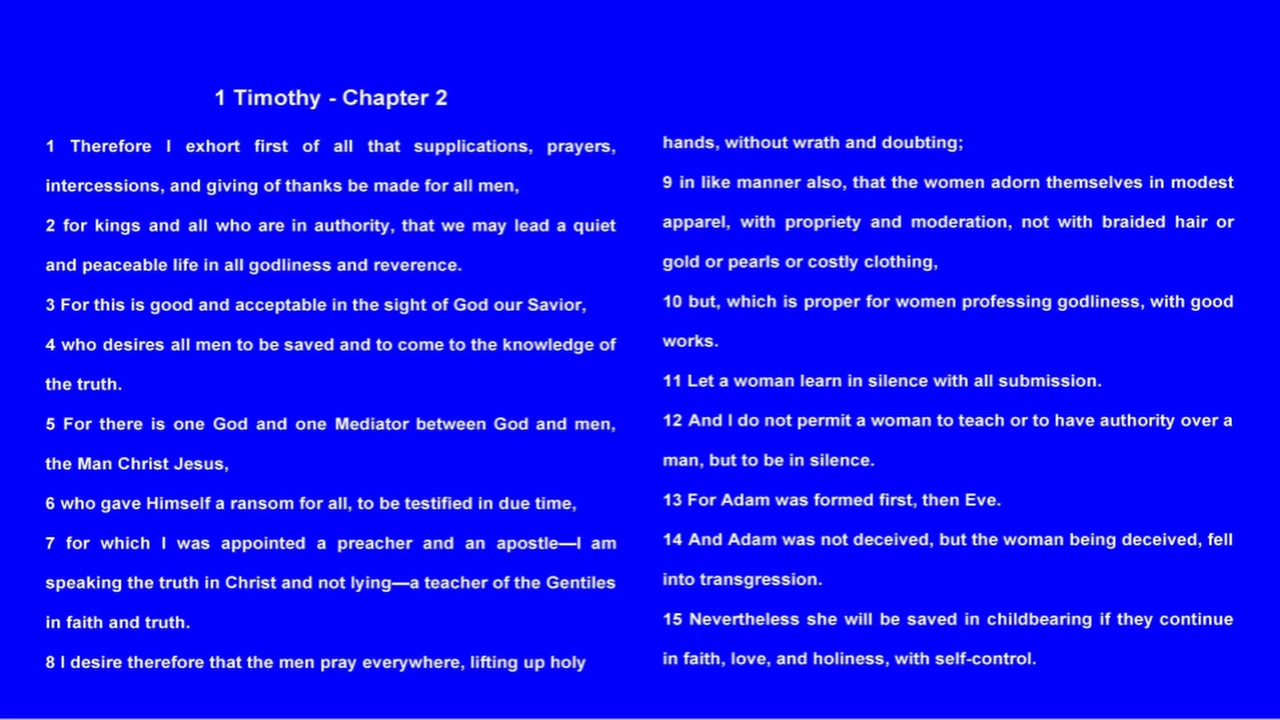 1 Timothy - Chapter 2
1 Therefore I exhort first of all that supplications, prayers,
intercessions, and giving of thanks be made for all men,
2 for kings and all who are in authority, that we may lead a quiet
and peaceable life in all godliness and reverence.
3 For this is good and acceptable in the sight of God our Savior,
4 who desires all men to be saved and to come to the knowledge of
the truth.
5 For there is one God and one Mediator between God and men,
the Man Christ Jesus,
6 who gave Himself a ransom for all, to be testified in due time,
7 for which I was appointed a preacher and an apostle—I am
speaking the truth in Christ and not lying—a teacher of the Gentiles
in faith and truth.
8 I desire therefore that the men pray everywhere, lifting up holy
hands, without wrath and doubting;
9 in like manner also, that the women adorn themselves in modest
apparel, with propriety and moderation, not with braided hair or
gold or pearls or costly clothing,
10 but, which is proper for women professing godliness, with good
works.
11 Let a woman learn in silence with all submission.
12 And I do not permit a woman to teach or to have authority over a
man, but to be in silence.
13 For Adam was formed first, then Eve.
14 And Adam was not deceived, but the woman being deceived, fell
into transgression.
15 Nevertheless she will be saved in childbearing if they continue
in faith, love, and holiness, with self-control.